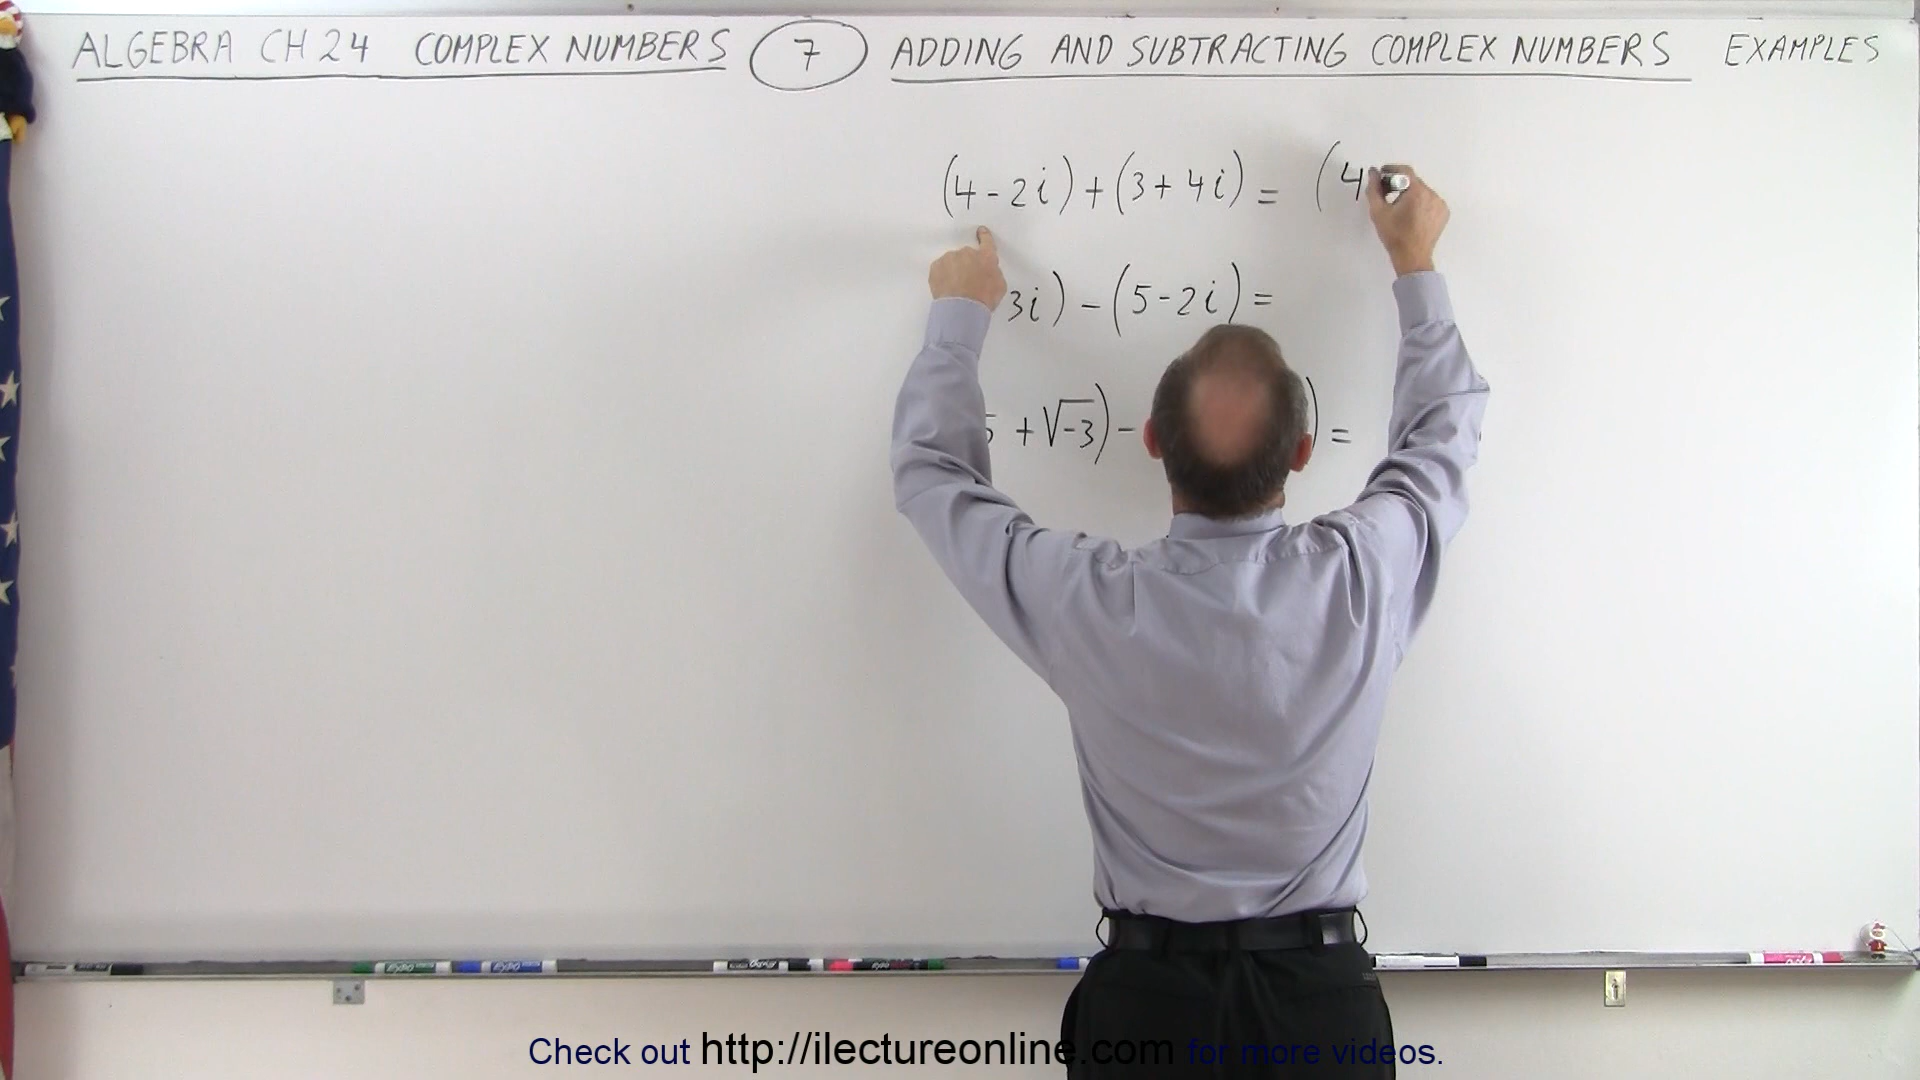 ALGEBRA CH 24 COMPLEX NUMBERS 7 ADDING AND SUBTRACTING COMPLEX NUMBERS EXAMPLES
(4-2i)+(3+4i)= (4
3i)-(5-2i)=
+√-3)- )=
Check out http://ilectureonline.com for more videos.